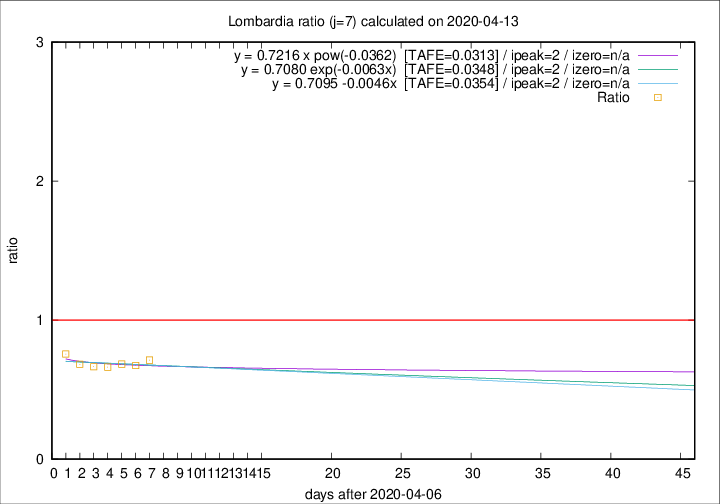 Lombardia ratio (j=7) calculated on 2020-04-13
y = 0.7216 x pow(-0.0362) [TAFE=0.0313] / ipeak=2 / izero=n/a
y = 0.7080 exp(-0.0063x) [TAFE=0.0348] / ipeak=2 / izero=n/a
y = 0.7095 -0.0046x [TAFE=0.0354] / ipeak=2 / izero=n/a
Ratio
3
2
1
0
ratio
0 1 2 3 4 5 6 7 8 9 10 11 12 13 14 15 20 25 30 35 40 45
days after 2020-04-06